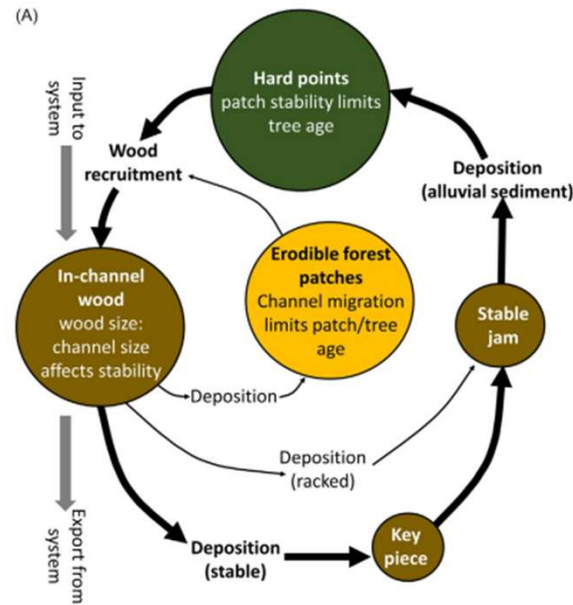 (A)
Input to
system
Hard points
patch stability limits
tree age
Wood
recruitment
Deposition
(alluvial sediment)
In-channel
wood
wood size:
channel size
affects stability
Erodible forest
patches
Channel migration
limits patch/tree
age
Stable
jam
Deposition
Deposition
(racked)
Export from
system
Deposition
(stable)
Key
piece